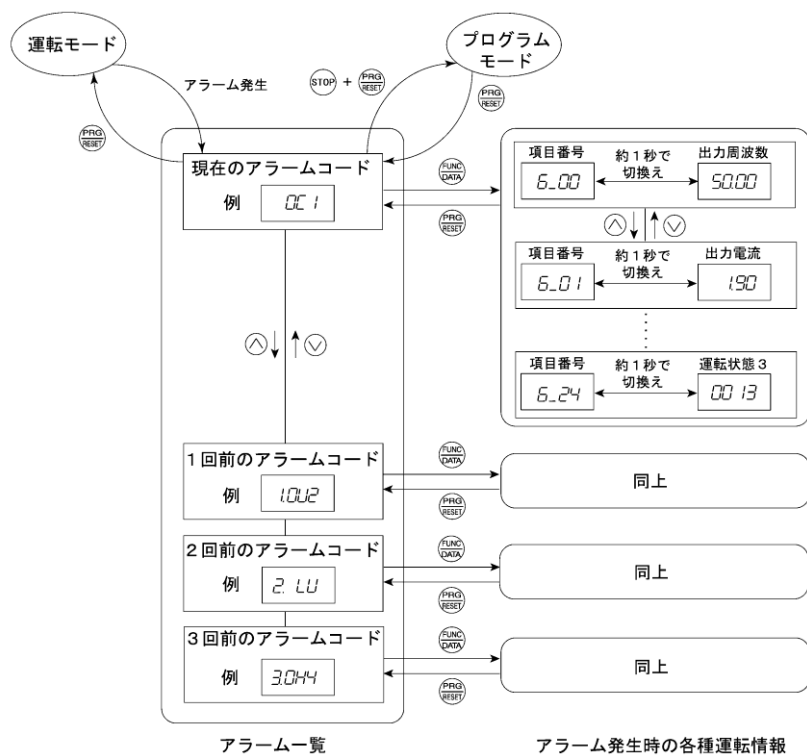 運転モード
プログラム
モード
アラーム発生
STOP + PRG
RESET
PRG
RESET
PRG
RESET
現在のアラームコード
例 OC1
FUNC
DATA
PRG
RESET
項目番号
約1秒で
切換え
出力周波数
6_00
50.00
項目番号
約1秒で
切換え
出力電流
6_01
1.90
項目番号
約1秒で
切換え
運転状態3
6_24
0013
1回前のアラームコード
例 1.0U2
FUNC
DATA
PRG
RESET
同上
2回前のアラームコード
例 2. LU
FUNC
DATA
PRG
RESET
同上
3回前のアラームコード
例 3.0H4
FUNC
DATA
PRG
RESET
同上
アラーム一覧
アラーム発生時の各種運転情報